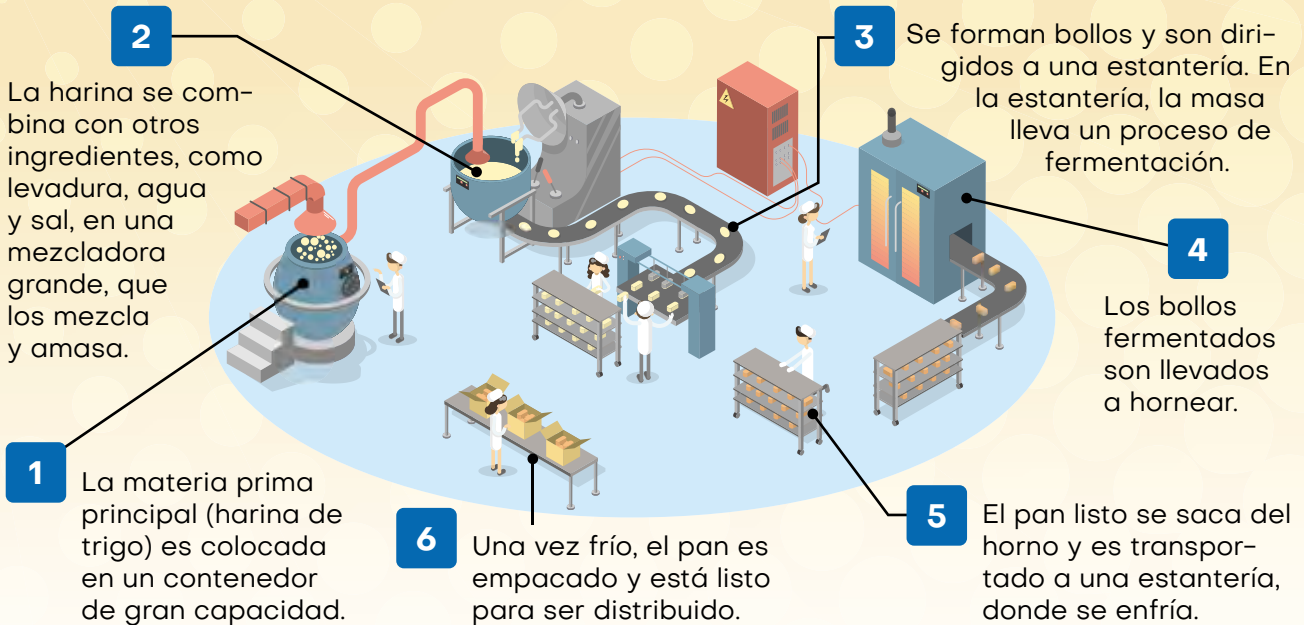 1
La materia prima
principal (harina de
trigo) es colocada
en un contenedor
de gran capacidad.
2
La harina se com-
bina con otros
ingredientes, como
levadura, agua
y sal, en una
mezcladora
grande, que
los mezcla
y amasa.
3
Se forman bollos y son diri-
gidos a una estantería. En
la estantería, la masa
lleva un proceso de
fermentación.
4
Los bollos
fermentados
son llevados
a hornear.
5
El pan listo se saca del
horno y es transpor-
tado a una estantería,
donde se enfría.
6
Una vez frío, el pan es
empacado y está listo
para ser distribuido.